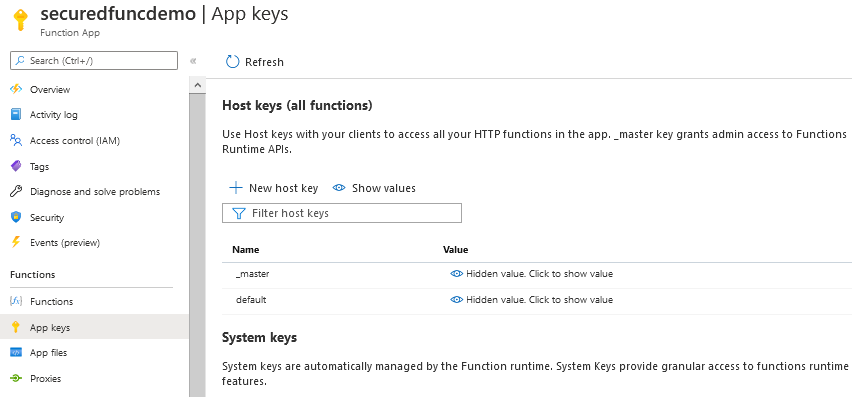 securedfuncdemo | App keys
Function App
Search (Ctrl+/)
«
Overview
Activity log
Access control (IAM)
Tags
Diagnose and solve problems
Security
Events (preview)
Functions
Functions
App keys
App files
Proxies
Refresh
Host keys (all functions)
Use Host keys with your clients to access all your HTTP functions in the app. _master key grants admin access to Functions
Runtime APIs.
New host key Show values
Filter host keys
Name Value
_master Hidden value. Click to show value
default Hidden value. Click to show value
System keys
System keys are automatically managed by the Function runtime. System Keys provide granular access to functions runtime
features.